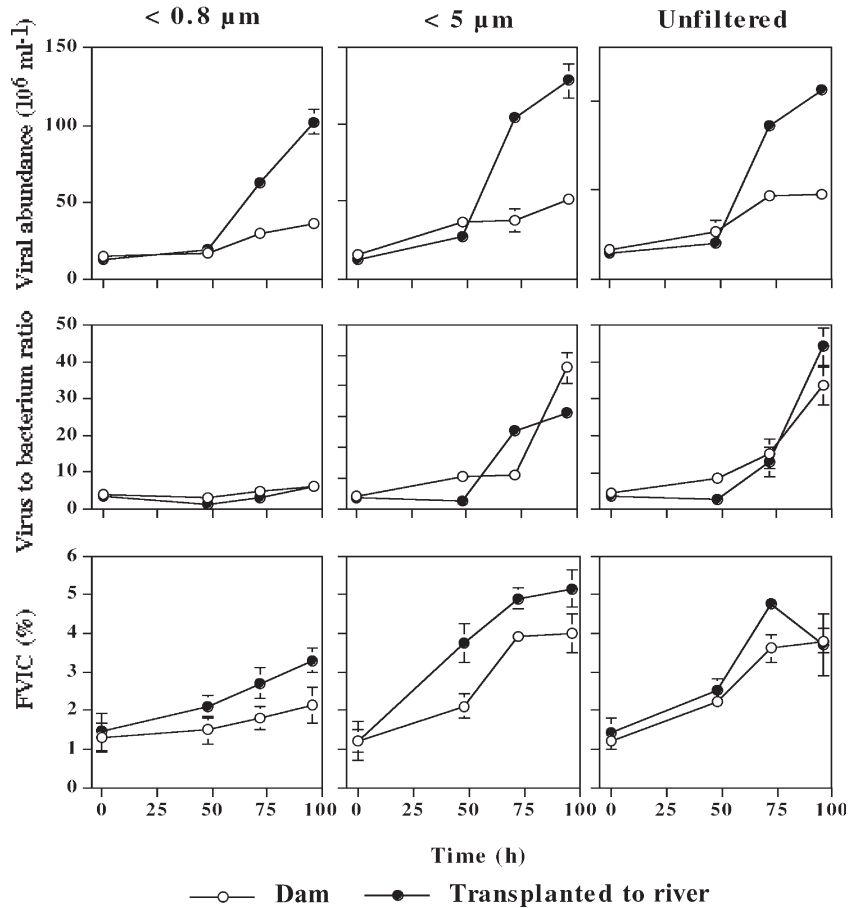 < 0.8 µm
< 5 µm
Unfiltered
Viral abundance (10⁶ ml⁻¹)
150
100
50
0
Virus to bacterium ratio
50
40
30
20
10
0
FVIC (%)
6
5
4
3
2
1
0
0 25 50 75 100
0 25 50 75 100
0 25 50 75 100
Time (h)
Dam
Transplanted to river